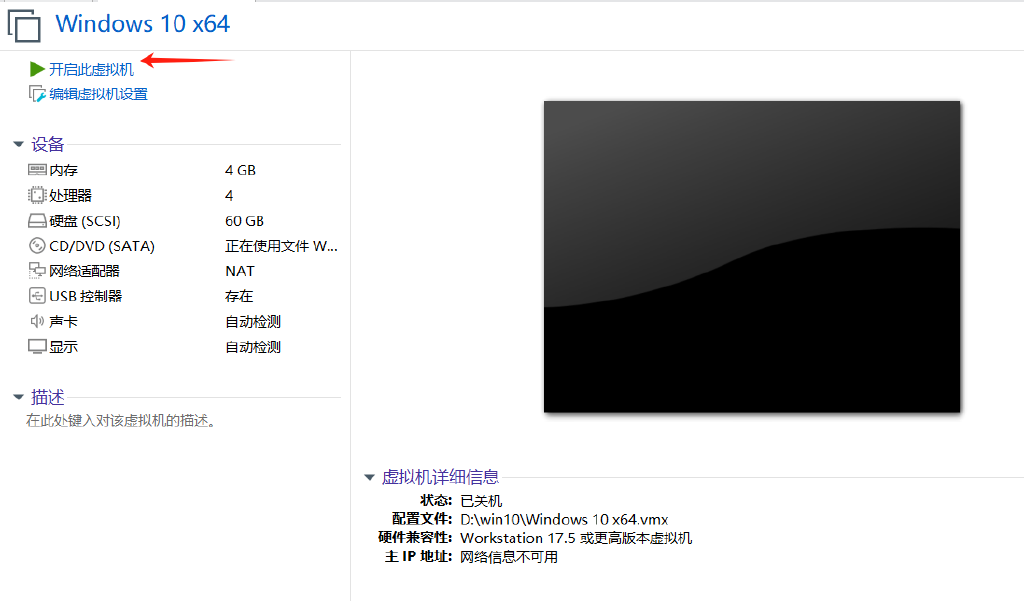 Windows 10 x64
开启此虚拟机
编辑虚拟机设置
设备
内存 4 GB
处理器 4
硬盘 (SCSI) 60 GB
CD/DVD (SATA) 正在使用文件 W...
网络适配器 NAT
USB 控制器 存在
声卡 自动检测
显示 自动检测
描述
在此处键入对该虚拟机的描述。
虚拟机详细信息
状态: 已关机
配置文件: D:\win10\Windows 10 x64.vmx
硬件兼容性: Workstation 17.5 或更高版本虚拟机
主 IP 地址: 网络信息不可用